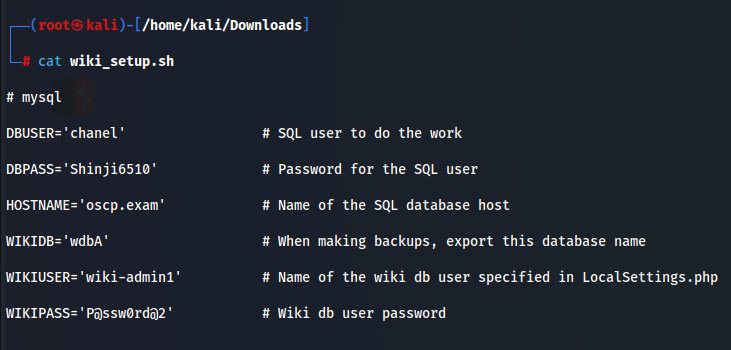 ┌──(root㉿kali)-[/home/kali/Downloads]
└─# cat wiki_setup.sh
# mysql
DBUSER='chanel' # SQL user to do the work
DBPASS='Shinji6510' # Password for the SQL user
HOSTNAME='oscp.exam' # Name of the SQL database host
WIKIDB='wdbA' # When making backups, export this database name
WIKIUSER='wiki-admin1' # Name of the wiki db user specified in LocalSettings.php
WIKIPASS='P@ssw0rd@2' # Wiki db user password